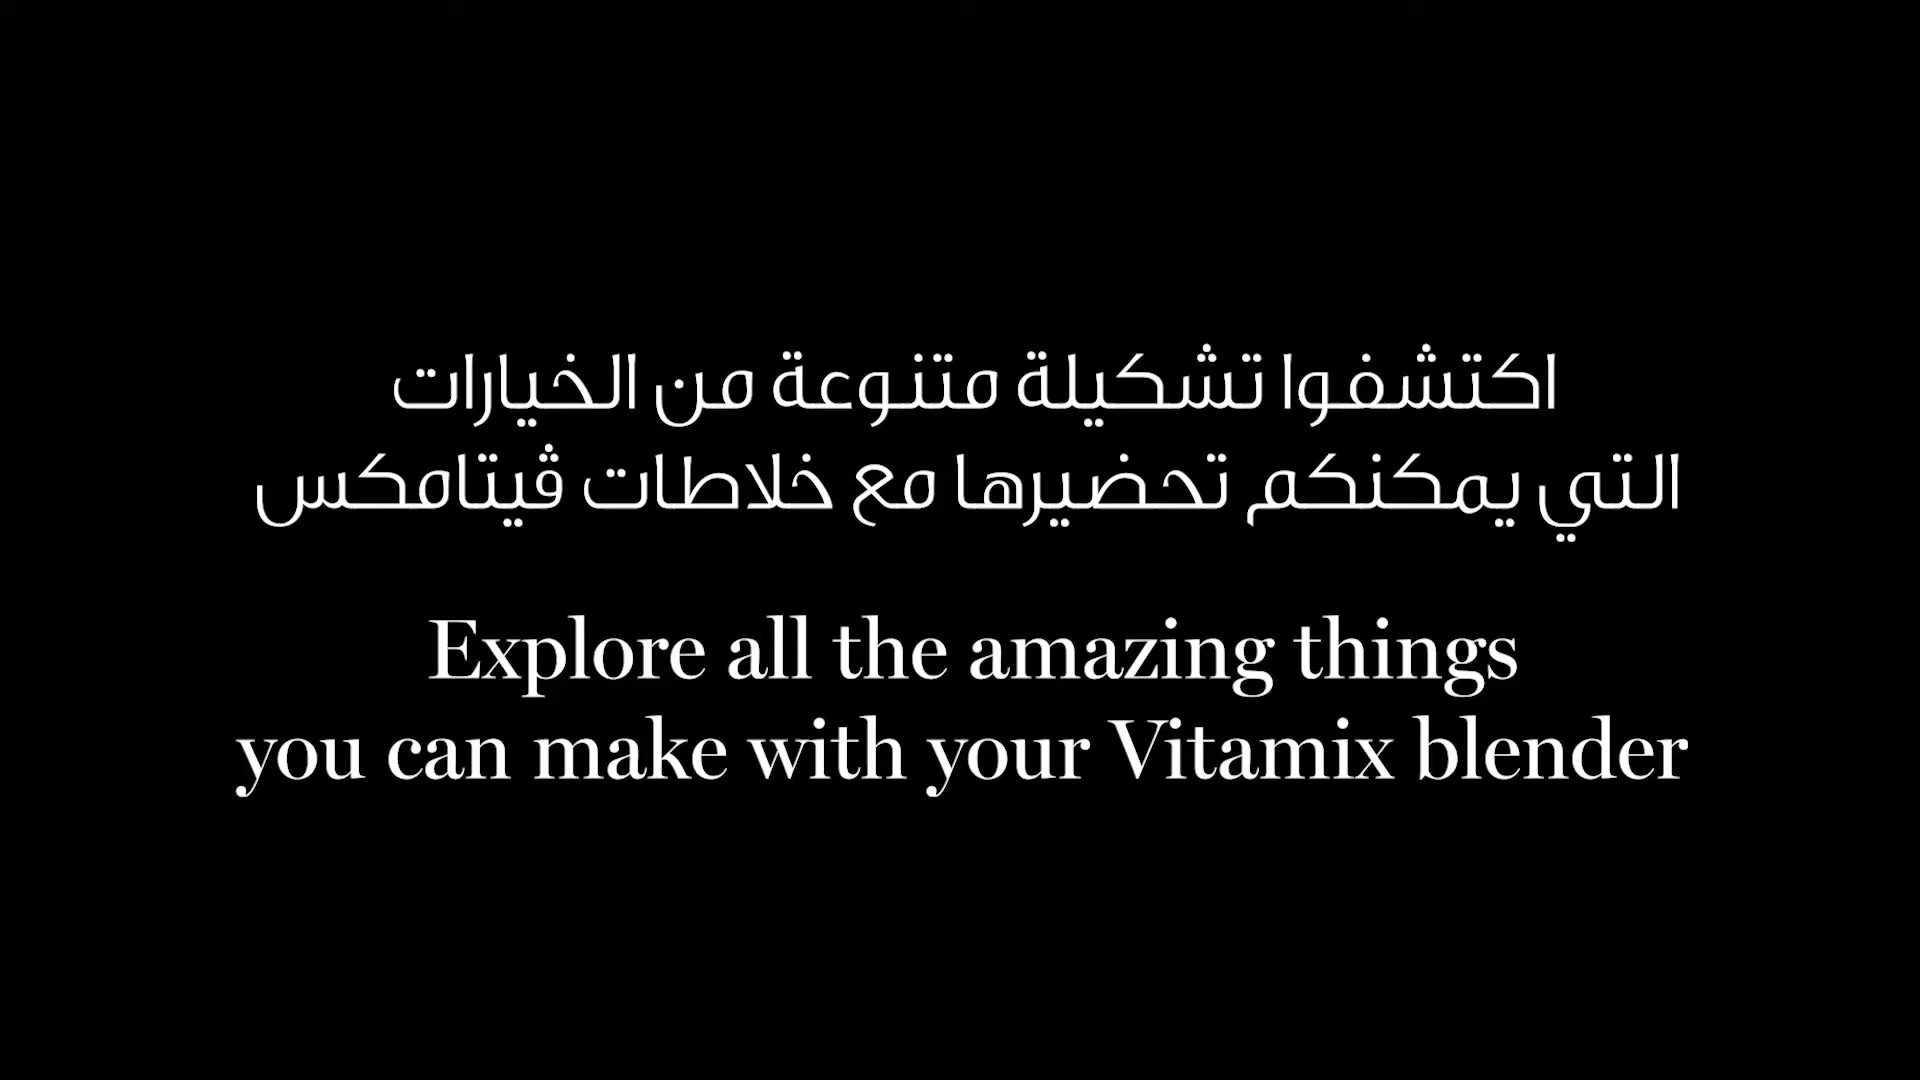 اكتشفوا تشكيلة متنوعة من الخيارات
التي يمكنكم تحضيرها مع خلاطات ڤيتامكس
Explore all the amazing things
you can make with your Vitamix blender